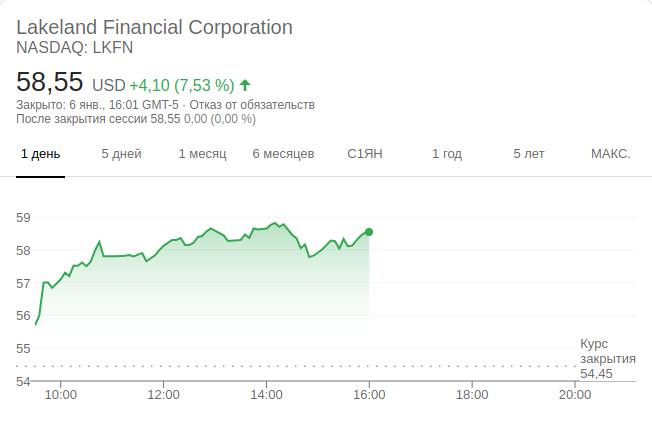 Lakeland Financial Corporation
NASDAQ: LKFN
58,55 USD +4,10 (7,53 %)
Закрыто: 6 янв., 16:01 GMT-5 · Отказ от обязательств
После закрытия сессии 58,55 0,00 (0,00 %)
1 день 5 дней 1 месяц 6 месяцев С1ЯН 1 год 5 лет МАКС.
59
58
57
56
55
Курс
закрытия
54,45
54
10:00 12:00 14:00 16:00 18:00 20:00